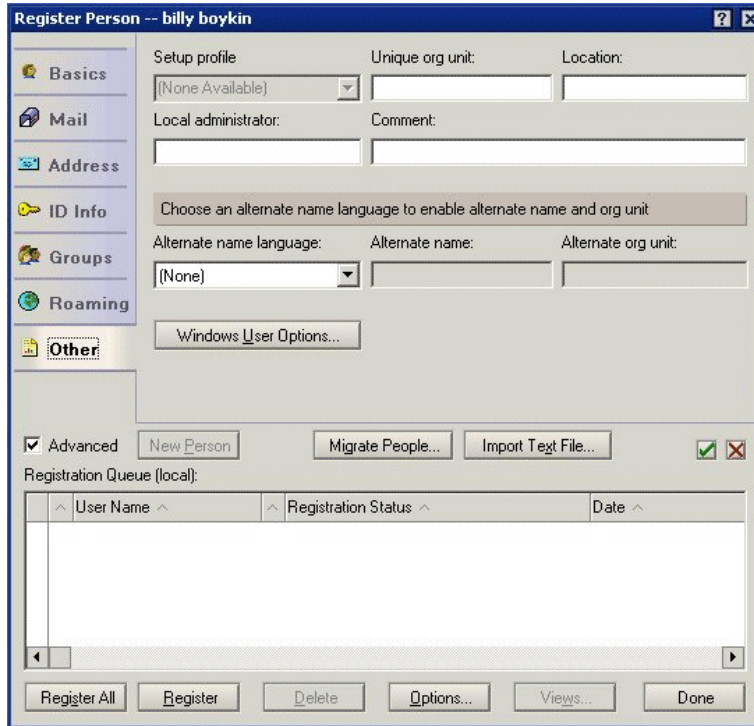 Register Person -- billy boykin
Basics
Mail
Address
ID Info
Groups
Roaming
Other
Setup profile Unique org unit: Location:
(None Available)
Local administrator: Comment:
Choose an alternate name language to enable alternate name and org unit
Alternate name language: Alternate name: Alternate org unit:
(None)
Windows User Options...
Advanced New Person Migrate People... Import Text File...
Registration Queue (local):
User Name Registration Status Date
Register All Register Delete Options... Views... Done